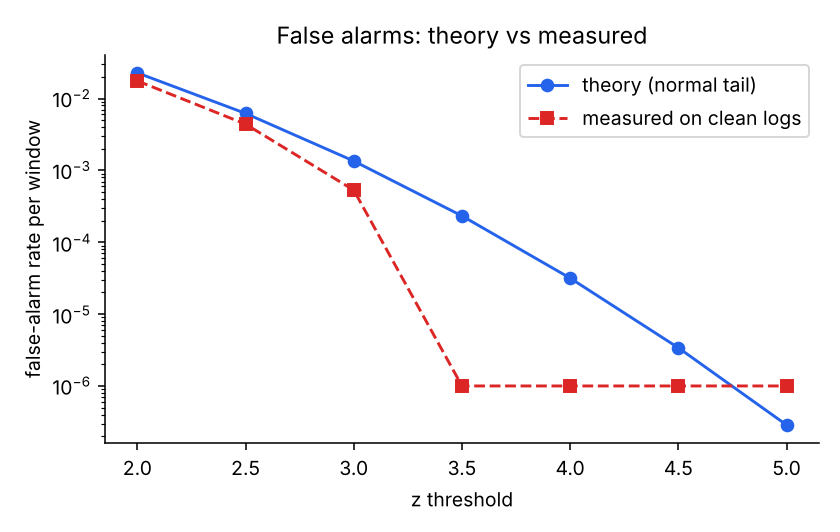 False alarms: theory vs measured
theory (normal tail)
measured on clean logs
false-alarm rate per window
10⁻²
10⁻³
10⁻⁴
10⁻⁵
10⁻⁶
2.0 2.5 3.0 3.5 4.0 4.5 5.0
z threshold